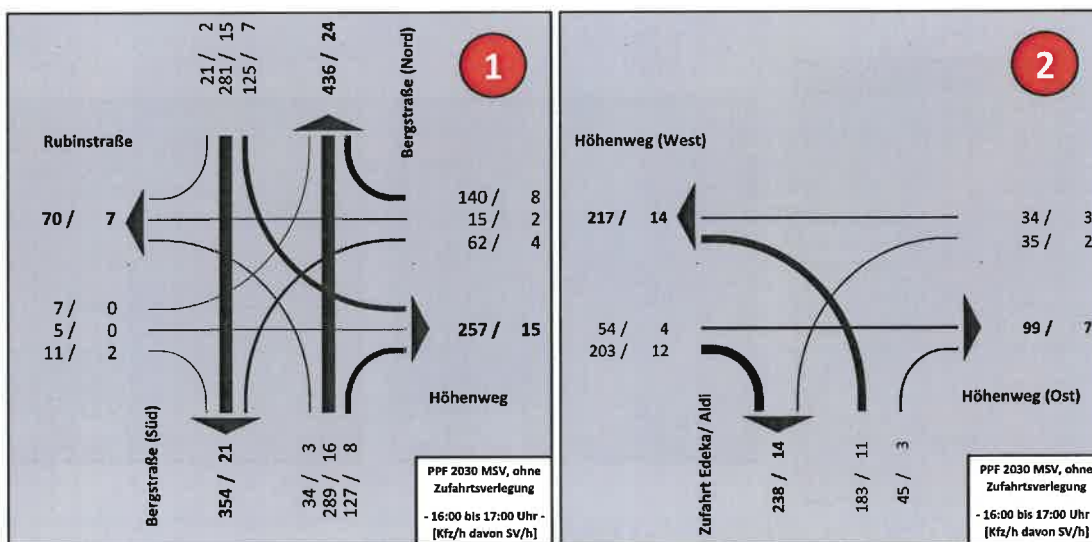 21 / 2
281 / 15
125 / 7
436 / 24
Bergstraße (Nord)
1
Rubinstraße
70 / 7
140 / 8
15 / 2
62 / 4
7 / 0
5 / 0
11 / 2
257 / 15
Höhenweg
Bergstraße (Süd)
354 / 21
34 / 3
289 / 16
127 / 8
PPF 2030 MSV, ohne
Zufahrtsverlegung
- 16:00 bis 17:00 Uhr -
[Kfz/h davon SV/h]
2
Höhenweg (West)
217 / 14
34 / 3
35 / 2
54 / 4
203 / 12
99 / 7
Höhenweg (Ost)
Zufahrt Edeka/ Aldi
238 / 14
183 / 11
45 / 3
PPF 2030 MSV, ohne
Zufahrtsverlegung
- 16:00 bis 17:00 Uhr
[Kfz/h davon SV/h]